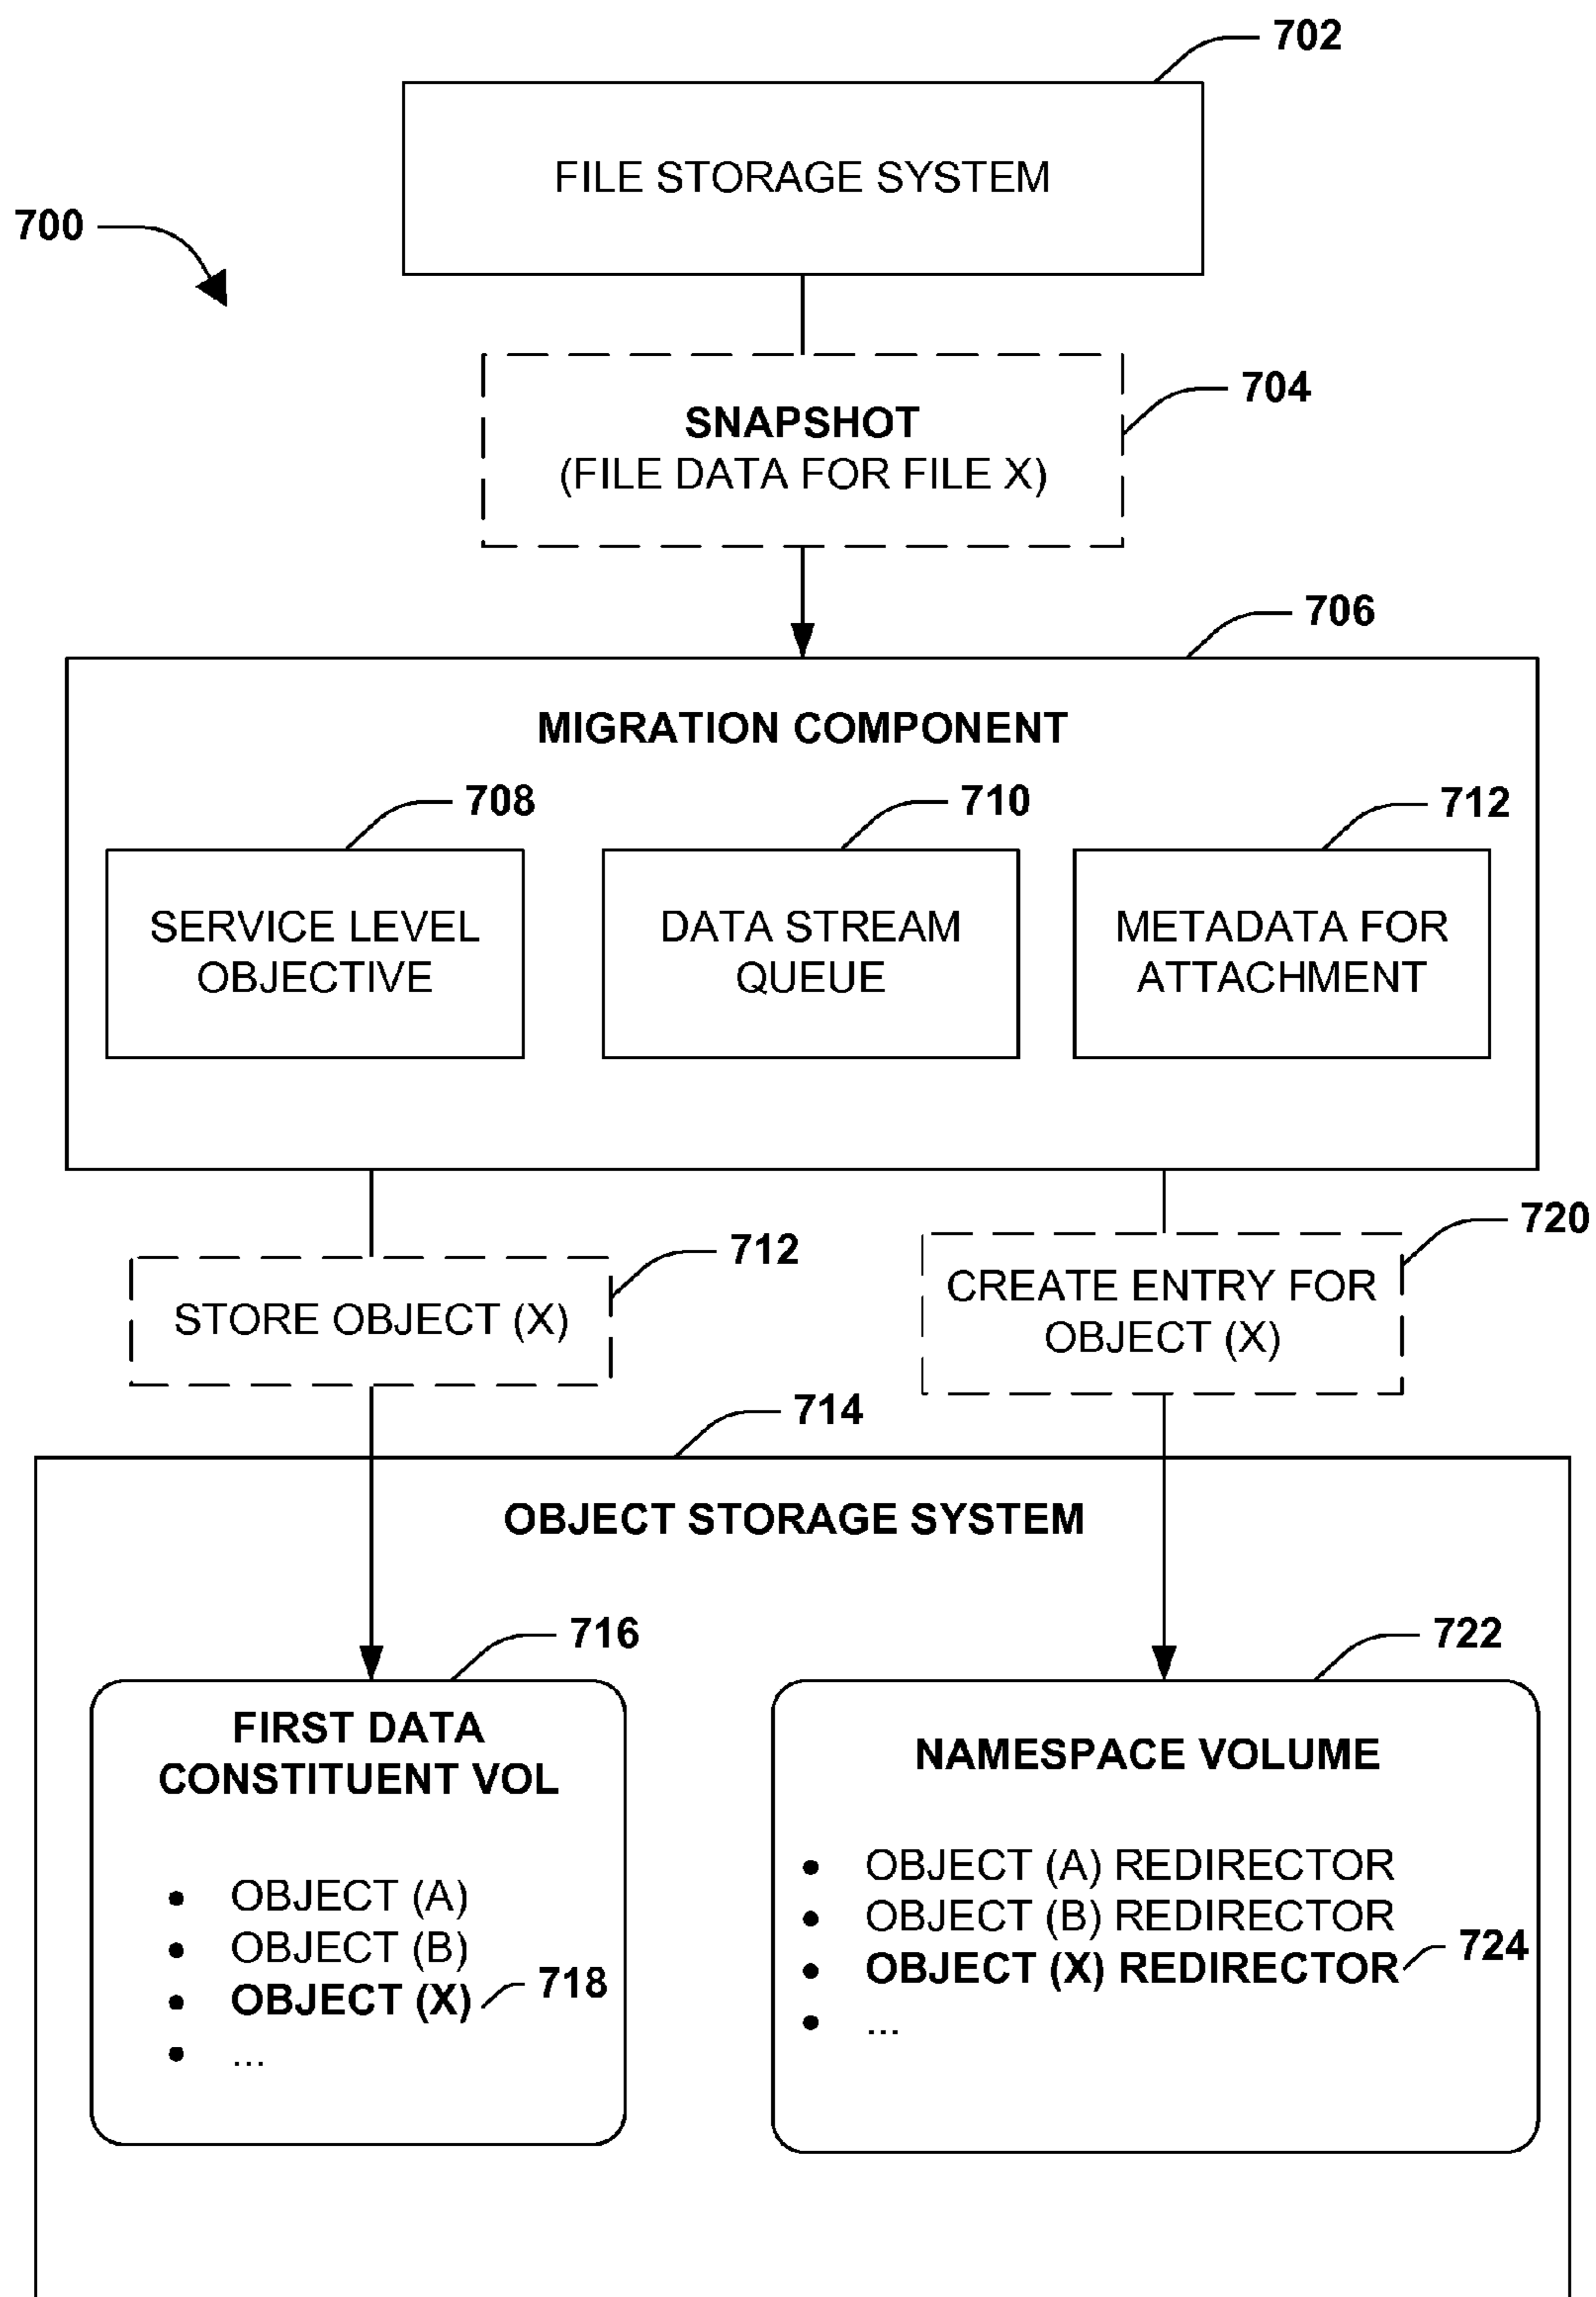 702
FILE STORAGE SYSTEM
700
704
SNAPSHOT
(FILE DATA FOR FILE X)
706
MIGRATION COMPONENT
708
710
712
SERVICE LEVEL
OBJECTIVE
DATA STREAM
QUEUE
METADATA FOR
ATTACHMENT
712
STORE OBJECT (X)
720
CREATE ENTRY FOR
OBJECT (X)
714
OBJECT STORAGE SYSTEM
716
FIRST DATA
CONSTITUENT VOL
• OBJECT (A)
• OBJECT (B)
• OBJECT (X) 718
• ...
722
NAMESPACE VOLUME
• OBJECT (A) REDIRECTOR
• OBJECT (B) REDIRECTOR
• OBJECT (X) REDIRECTOR 724
• ...